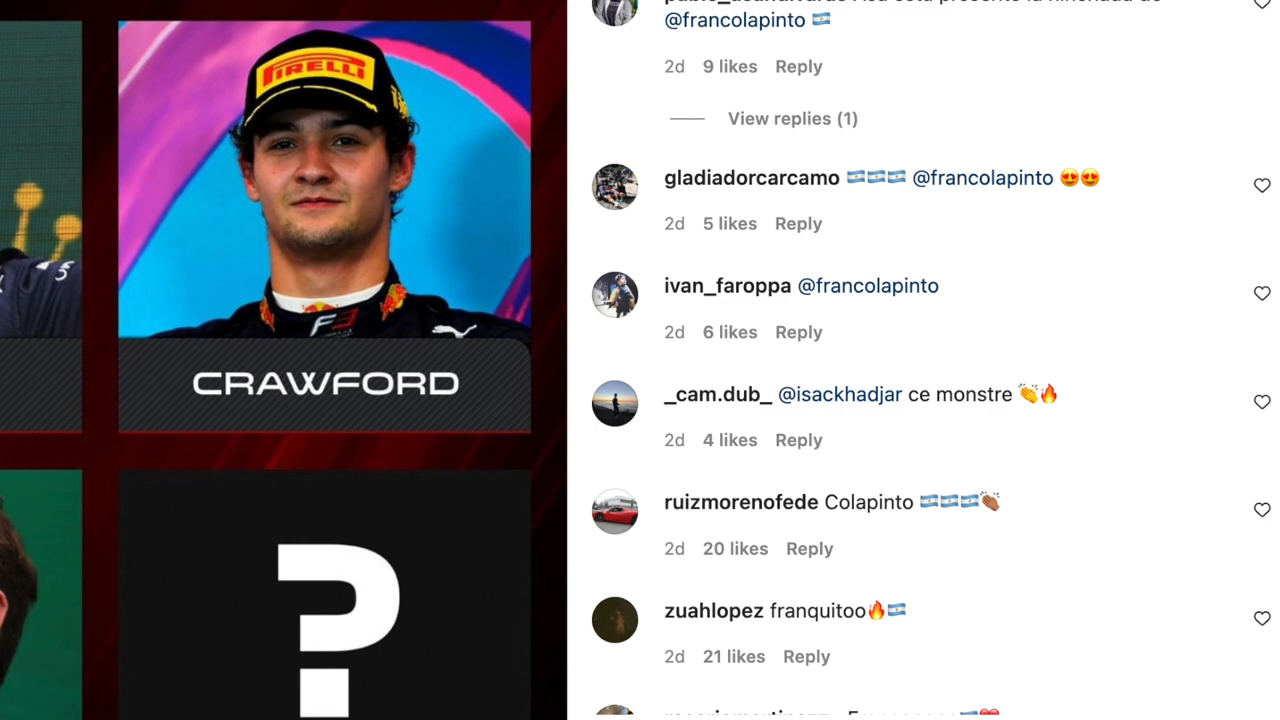 PIRELLI
F3
CRAWFORD
?
@francolapinto
2d 9 likes Reply
View replies (1)
gladiadorcarcamo 🇦🇷🇦🇷🇦🇷 @francolapinto 😍😍
2d 5 likes Reply
ivan_faroppa @francolapinto
2d 6 likes Reply
_cam.dub_ @isackhadjar ce monstre 👏🔥
2d 4 likes Reply
ruizmorenofede Colapinto 🇦🇷🇦🇷🇦🇷👏🏽
2d 20 likes Reply
zuahlopez franquitoo🔥🇦🇷
2d 21 likes Reply